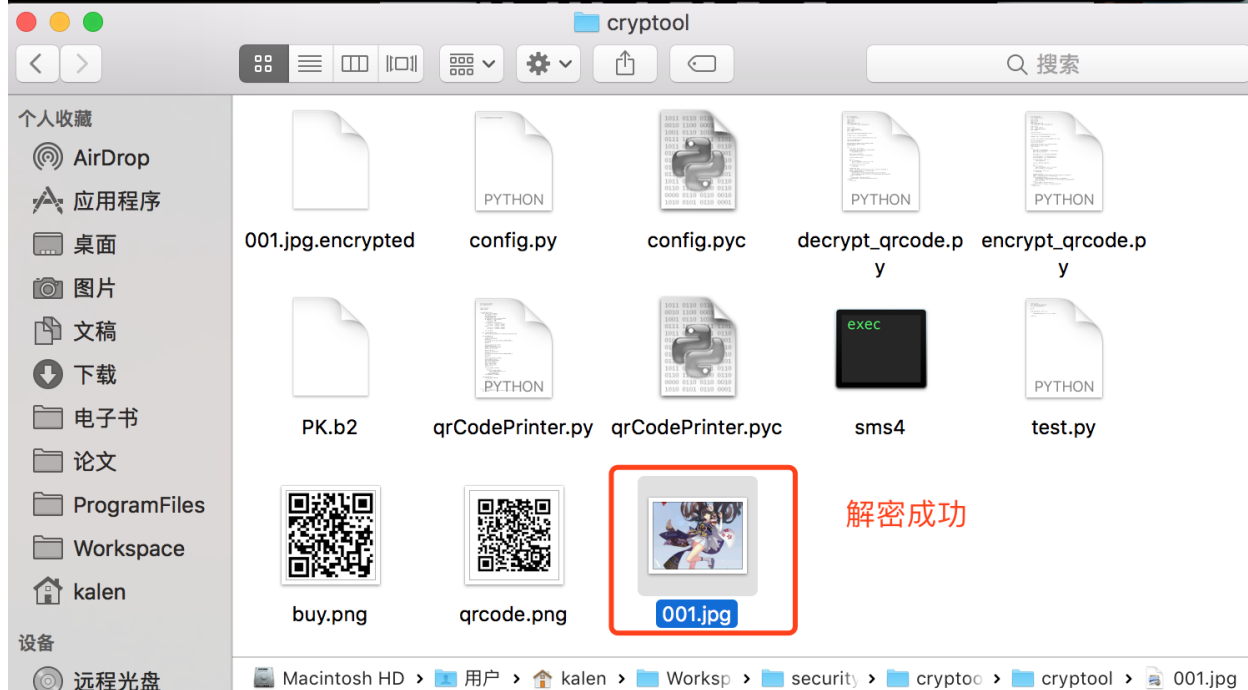 cryptool
搜索
个人收藏
AirDrop
应用程序
桌面
图片
文稿
下载
电子书
论文
ProgramFiles
Workspace
kalen
设备
远程光盘
001.jpg.encrypted
PYTHON
config.py
config.pyc
PYTHON
decrypt_qrcode.p
y
PYTHON
encrypt_qrcode.p
y
PK.b2
PYTHON
qrCodePrinter.py
qrCodePrinter.pyc
exec
sms4
PYTHON
test.py
buy.png
qrcode.png
001.jpg
解密成功
Macintosh HD › 用户 › kalen › Worksp › security › cryptoo › cryptool › 001.jpg